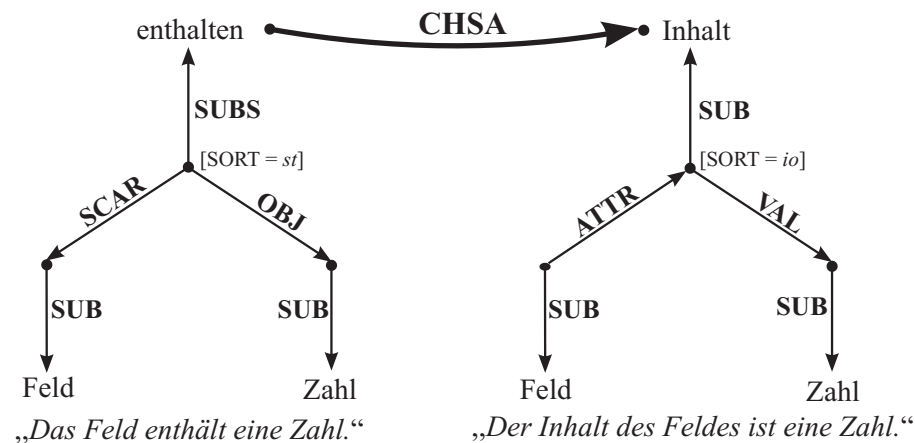 enthalten CHSA Inhalt
SUBS SUB
[SORT = st] [SORT = io]
SCAR OBJ ATTR VAL
SUB SUB SUB SUB
Feld Zahl Feld Zahl
„Das Feld enthält eine Zahl.“ „Der Inhalt des Feldes ist eine Zahl.“